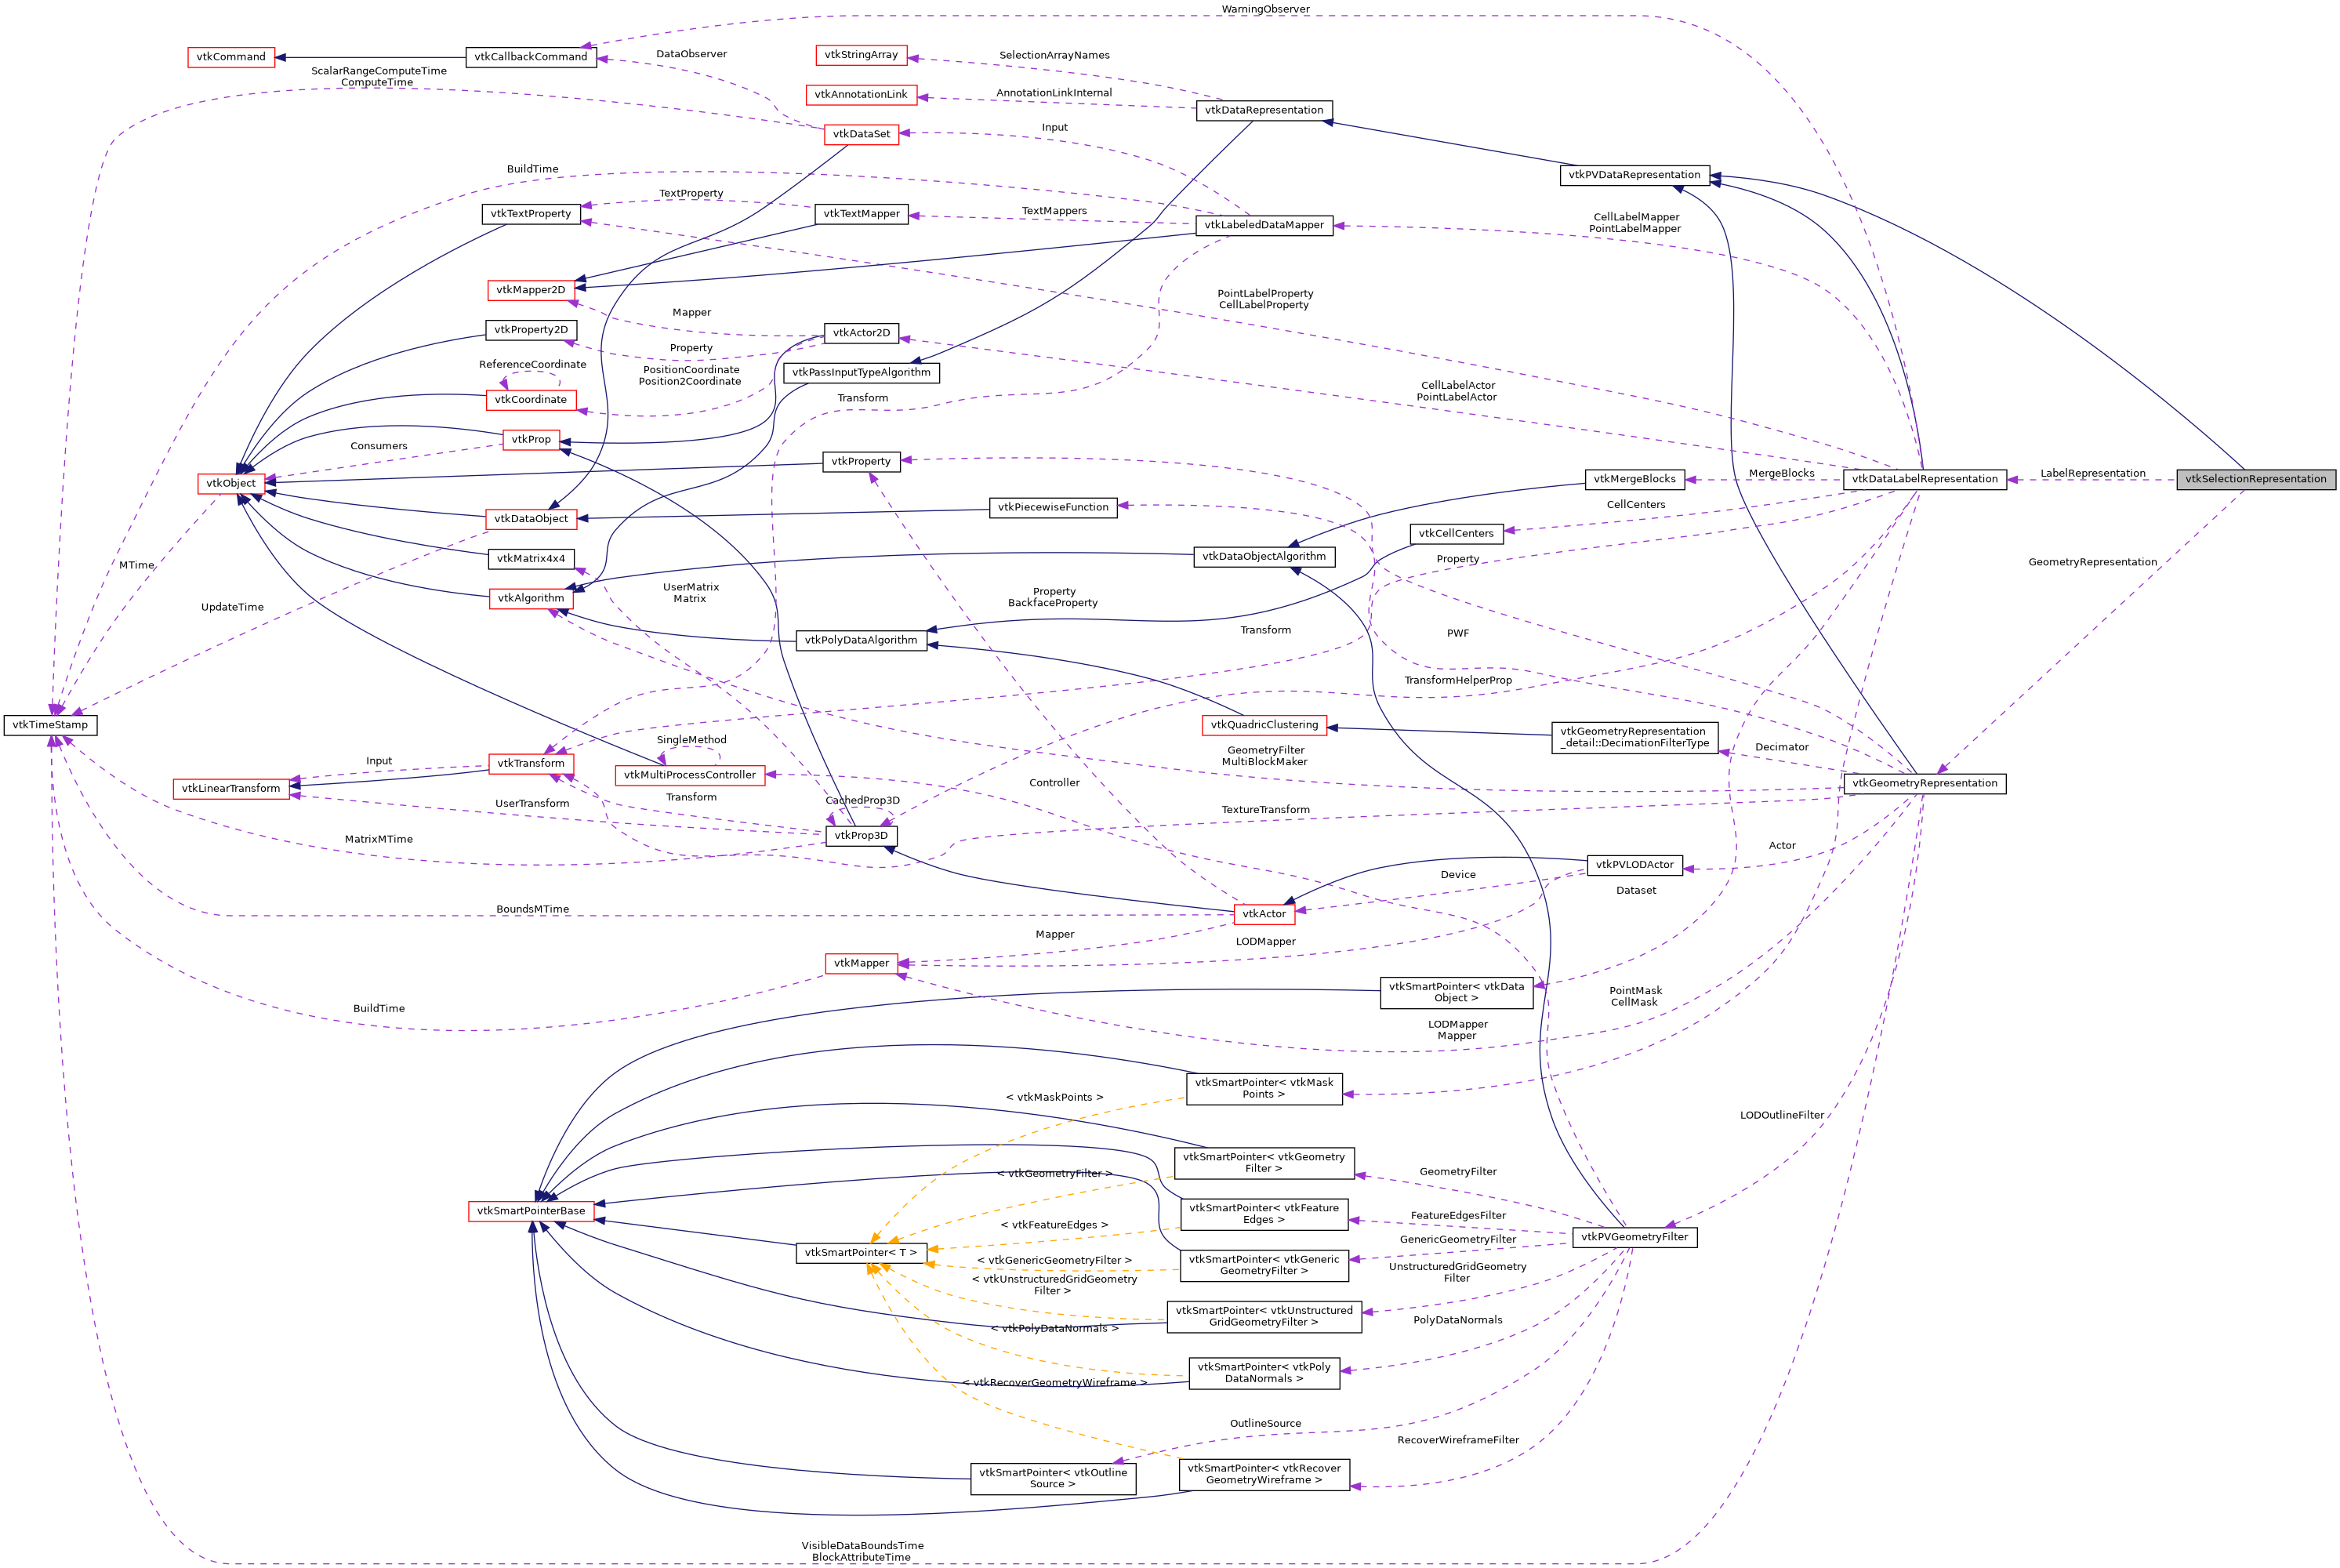 WarningObserver
vtkCommand
vtkCallbackCommand
DataObserver
vtkStringArray
SelectionArrayNames
ScalarRangeComputeTime
ComputeTime
vtkAnnotationLink
AnnotationLinkInternal
vtkDataRepresentation
vtkDataSet
Input
BuildTime
vtkPVDataRepresentation
TextProperty
vtkTextProperty
vtkTextMapper
TextMappers
vtkLabeledDataMapper
CellLabelMapper
PointLabelMapper
vtkMapper2D
PointLabelProperty
CellLabelProperty
Mapper
vtkProperty2D
vtkActor2D
Property
ReferenceCoordinate
PositionCoordinate
Position2Coordinate
vtkPassInputTypeAlgorithm
vtkCoordinate
Transform
CellLabelActor
PointLabelActor
vtkProp
Consumers
vtkProperty
vtkObject
vtkMergeBlocks
MergeBlocks
vtkDataLabelRepresentation
LabelRepresentation
vtkSelectionRepresentation
vtkDataObject
vtkPiecewiseFunction
CellCenters
vtkCellCenters
vtkMatrix4x4
vtkDataObjectAlgorithm
Property
MTime
GeometryRepresentation
UserMatrix
Matrix
vtkAlgorithm
Property
BackfaceProperty
UpdateTime
vtkPolyDataAlgorithm
Transform
PWF
TransformHelperProp
vtkTimeStamp
vtkQuadricClustering
vtkGeometryRepresentation
_detail::DecimationFilterType
SingleMethod
GeometryFilter
MultiBlockMaker
Decimator
Input
vtkTransform
vtkMultiProcessController
Controller
vtkGeometryRepresentation
vtkLinearTransform
UserTransform
Transform
CachedProp3D
TextureTransform
MatrixMTime
vtkProp3D
Actor
vtkPVLODActor
Device
Dataset
BoundsMTime
vtkActor
Mapper
LODMapper
vtkMapper
vtkSmartPointer< vtkData
Object >
PointMask
CellMask
BuildTime
LODMapper
Mapper
vtkSmartPointer< vtkMask
Points >
< vtkMaskPoints >
LODOutlineFilter
vtkSmartPointer< vtkGeometry
Filter >
< vtkGeometryFilter >
GeometryFilter
vtkSmartPointerBase
vtkSmartPointer< vtkFeature
Edges >
< vtkFeatureEdges >
FeatureEdgesFilter
vtkPVGeometryFilter
GenericGeometryFilter
vtkSmartPointer< T >
< vtkGenericGeometryFilter >
vtkSmartPointer< vtkGeneric
GeometryFilter >
UnstructuredGridGeometry
Filter
< vtkUnstructuredGridGeometry
Filter >
vtkSmartPointer< vtkUnstructured
GridGeometryFilter >
PolyDataNormals
< vtkPolyDataNormals >
vtkSmartPointer< vtkPoly
DataNormals >
< vtkRecoverGeometryWireframe >
OutlineSource
RecoverWireframeFilter
vtkSmartPointer< vtkOutline
Source >
vtkSmartPointer< vtkRecover
GeometryWireframe >
VisibleDataBoundsTime
BlockAttributeTime